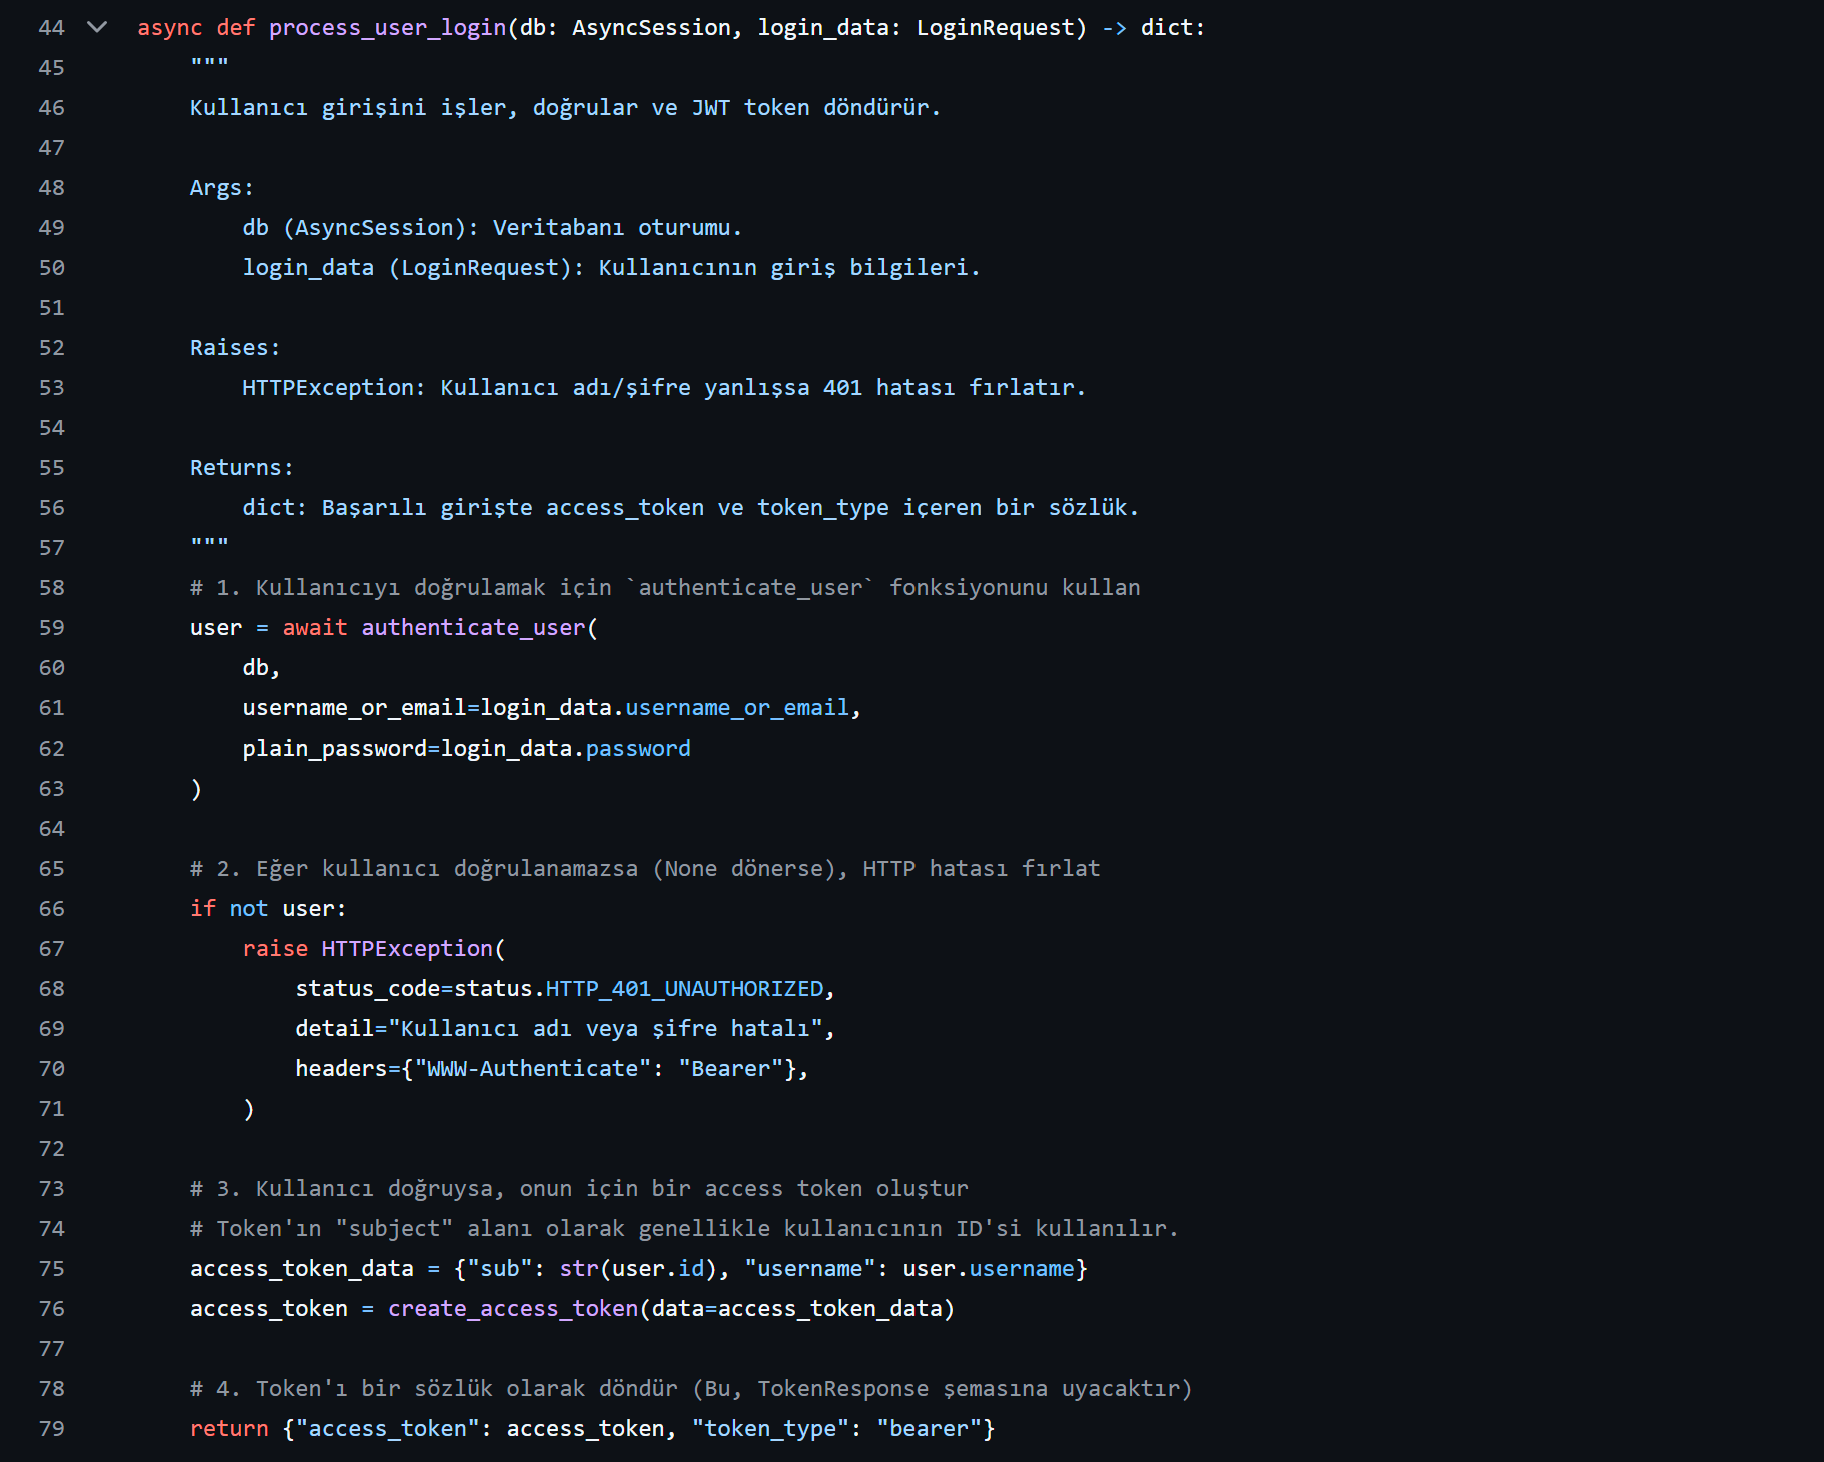 44 async def process_user_login(db: AsyncSession, login_data: LoginRequest) -> dict:
45     """
46     Kullanıcı girişini işler, doğrular ve JWT token döndürür.
47
48     Args:
49         db (AsyncSession): Veritabanı oturumu.
50         login_data (LoginRequest): Kullanıcının giriş bilgileri.
51
52     Raises:
53         HTTPException: Kullanıcı adı/şifre yanlışsa 401 hatası fırlatır.
54
55     Returns:
56         dict: Başarılı girişte access_token ve token_type içeren bir sözlük.
57     """
58     # 1. Kullanıcıyı doğrulamak için `authenticate_user` fonksiyonunu kullan
59     user = await authenticate_user(
60         db,
61         username_or_email=login_data.username_or_email,
62         plain_password=login_data.password
63     )
64
65     # 2. Eğer kullanıcı doğrulanamazsa (None dönerse), HTTP hatası fırlat
66     if not user:
67         raise HTTPException(
68             status_code=status.HTTP_401_UNAUTHORIZED,
69             detail="Kullanıcı adı veya şifre hatalı",
70             headers={"WWW-Authenticate": "Bearer"},
71         )
72
73     # 3. Kullanıcı doğruysa, onun için bir access token oluştur
74     # Token'ın "subject" alanı olarak genellikle kullanıcının ID'si kullanılır.
75     access_token_data = {"sub": str(user.id), "username": user.username}
76     access_token = create_access_token(data=access_token_data)
77
78     # 4. Token'ı bir sözlük olarak döndür (Bu, TokenResponse şemasına uyacaktır)
79     return {"access_token": access_token, "token_type": "bearer"}